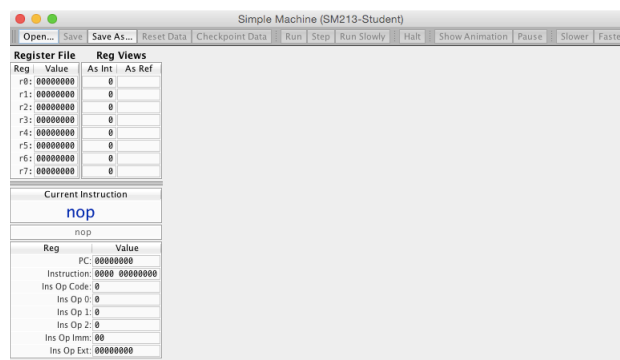 Simple Machine (SM213-Student)
Open... Save Save As... Reset Data Checkpoint Data Run Step Run Slowly Halt Show Animation Pause Slower Faste
Register File Reg Views
Reg Value As Int As Ref
r0: 00000000 0
r1: 00000000 0
r2: 00000000 0
r3: 00000000 0
r4: 00000000 0
r5: 00000000 0
r6: 00000000 0
r7: 00000000 0
Current Instruction
nop
nop
Reg Value
PC: 00000000
Instruction: 0000 00000000
Ins Op Code: 0
Ins Op 0: 0
Ins Op 1: 0
Ins Op 2: 0
Ins Op Imm: 00
Ins Op Ext: 00000000